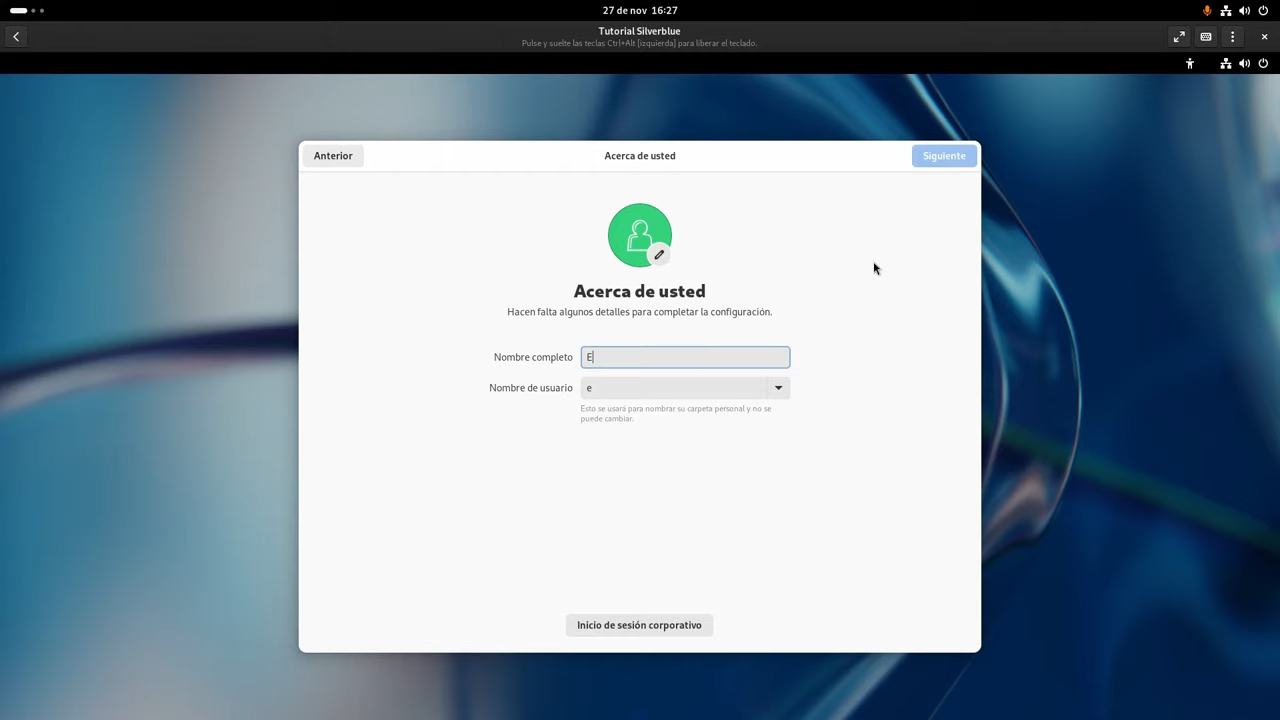 27 de nov 16:27
Tutorial Silverblue
Pulse y suelte las teclas Ctrl+Alt [izquierda] para liberar el teclado.
Anterior
Acerca de usted
Siguiente
Acerca de usted
Hacen falta algunos detalles para completar la configuración.
Nombre completo E
Nombre de usuario e
Esto se usará para nombrar su carpeta personal y no se
puede cambiar.
Inicio de sesión corporativo